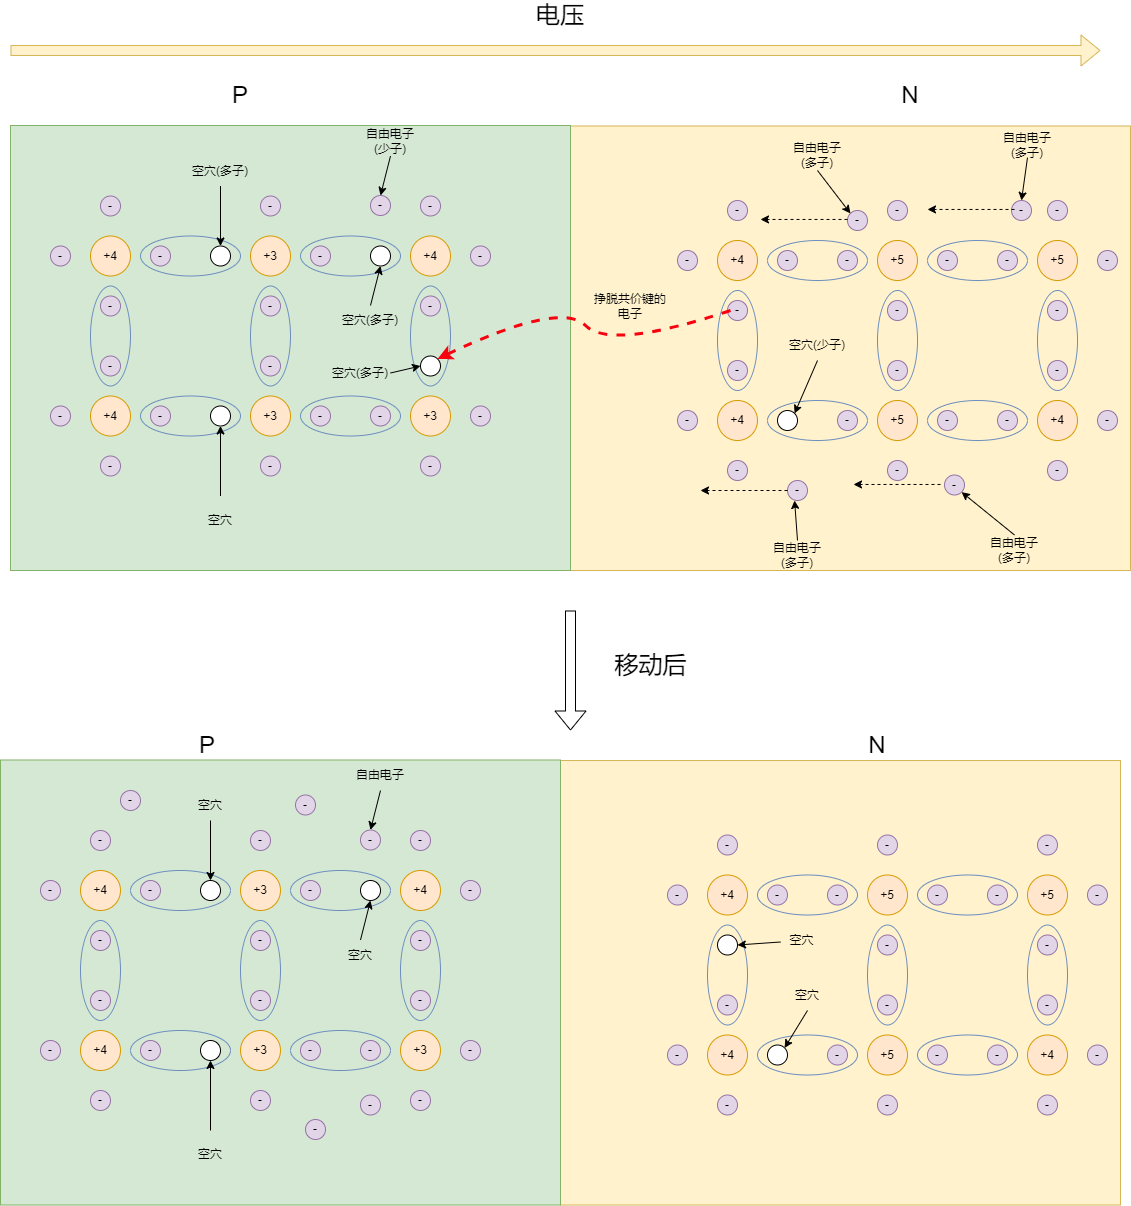 电压
P
N
自由电子
(少子)
空穴(多子)
自由电子
(多子)
自由电子
(多子)
- - - -
- - - - -
+4 - +3 - +4 -
- +4 - - +5 - - +5 -
- - -
- - -
空穴(多子)
挣脱共价键的
电子
空穴(多子)
空穴(少子)
- -
- - -
- +4 - +3 - - +3 -
- +4 - +5 - - +4 -
- - -
- - -
- -
空穴
自由电子
(多子)
自由电子
(多子)
移动后
P
N
自由电子
空穴
- -
- - - -
- - -
- +4 - +3 - +4 -
- +4 - - +5 - - +5 -
- - -
- -
空穴
空穴
空穴
- - -
- - -
- +4 - +3 - - +3 -
- +4 - +5 - - +4 -
- - - -
- - -
-
空穴